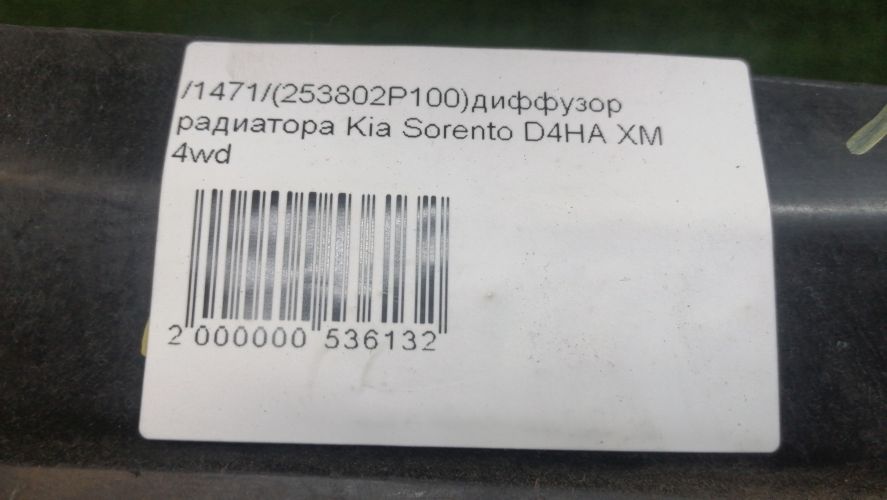 /1471/(253802P100)диффузор
радиатора Kia Sorento D4HA XM
4wd
2 000000 536132